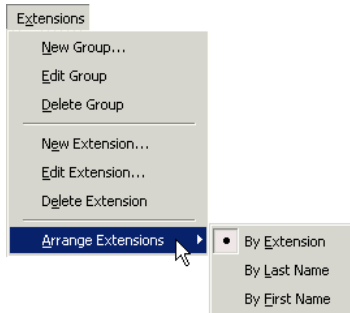 Extensions
New Group...
Edit Group
Delete Group
New Extension...
Edit Extension...
Delete Extension
Arrange Extensions
By Extension
By Last Name
By First Name